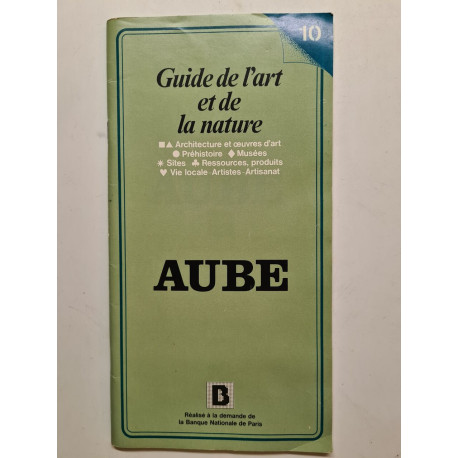 10
Guide de l'art
et de
la nature
■▲ Architecture et œuvres d'art
● Préhistoire ♦ Musées
✶ Sites ♣ Ressources, produits
♥ Vie locale Artistes-Artisanat
AUBE
B
Réalisé à la demande de
la Banque Nationale de Paris